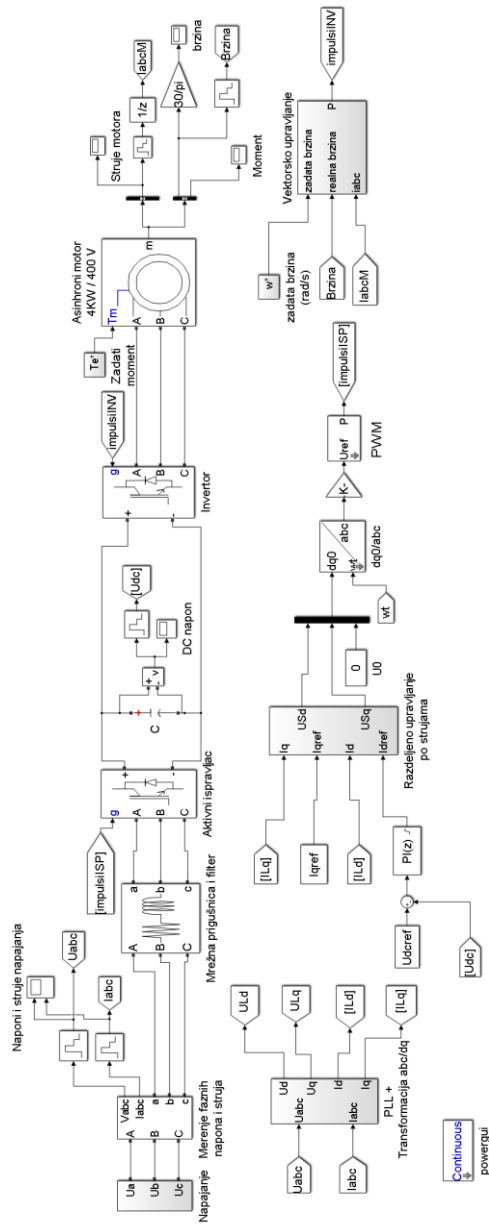 Naponi i struje napajanja
Uabc
Iabc
Ua
Ub
Uc
Napajanje
A
B
C
Vabc
Iabc
a
b
c
Merenje faznih
napona i struja
A
B
C
a
b
c
Mrežna prigušnica i filter
[impulsiISP]
g
A
B
C
+
-
Aktivni ispravljac
+
C
+
-
v
[Udc]
DC napon
impulsiINV
g
+
-
A
B
C
Invertor
Te*
Zadati
moment
Asinhroni motor
4KW / 400 V
Tm
A
B
C
m
Struje motora
1/z
IabcM
30/pi
brzina
Brzina
Moment
Uabc
Iabc
Uabc
Iabc
Ud
Uq
Id
Iq
PLL +
Transformacija abc/dq
ULd
ULq
[ILd]
[ILq]
Udcref
[Udc]
-
PI(z)
[ILq]
Iqref
[ILd]
Iq
Iqref
Id
Idref
USd
USq
Razdeljeno upravljanje
po strujama
0
U0
wt
dq0
wt
abc
dq0/abc
K-
Uref
P
PWM
[impulsiISP]
w*
zadata brzina
(rad/s)
Brzina
IabcM
Vektorsko upravljanje
zadata brzina
realna brzina
iabc
P
impulsiINV
Continuous
powergui